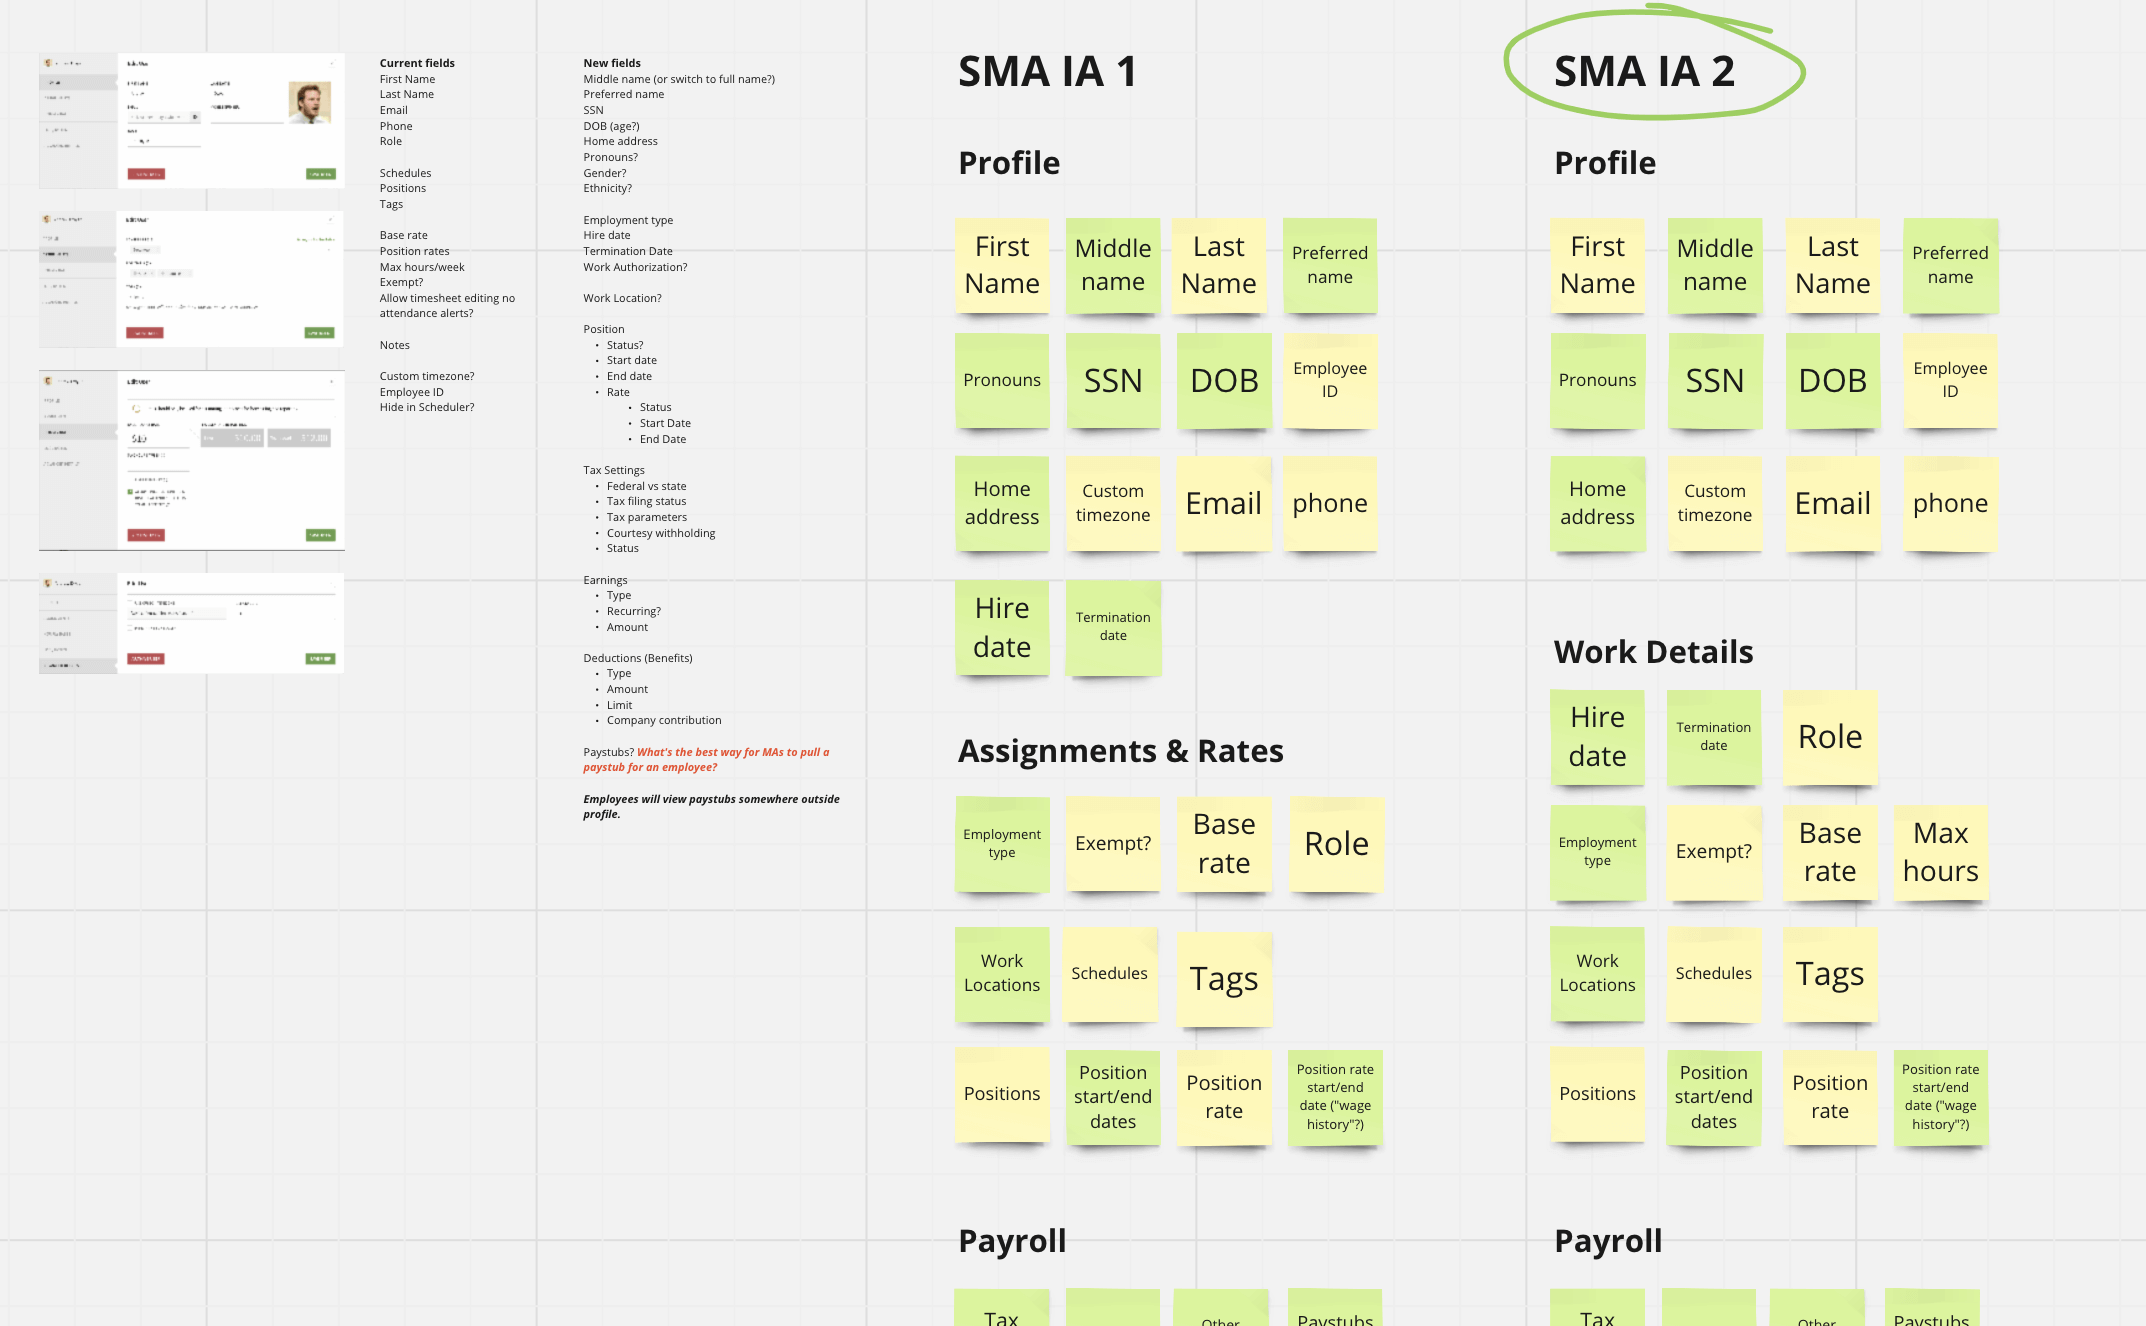 Current fields
First Name
Last Name
Email
Phone
Role
Schedules
Positions
Tags
Base rate
Position rates
Max hours/week
Exempt?
Allow timesheet editing no
attendance alerts?
Notes
Custom timezone?
Employee ID
Hide in Scheduler?
New fields
Middle name (or switch to full name?)
Preferred name
SSN
DOB (age?)
Home address
Pronouns?
Gender?
Ethnicity?
Employment type
Hire date
Termination Date
Work Authorization?
Work Location?
Position
• Status?
• Start date
• End date
• Rate
• Status
• Start Date
• End Date
Tax Settings
• Federal vs state
• Tax filing status
• Tax parameters
• Courtesy withholding
• Status
Earnings
• Type
• Recurring?
• Amount
Deductions (Benefits)
• Type
• Amount
• Limit
• Company contribution
Paystubs? What's the best way for MAs to pull a
paystub for an employee?
Employees will view paystubs somewhere outside
profile.
SMA IA 1
Profile
First
Name
Middle
name
Last
Name
Preferred
name
Pronouns
SSN
DOB
Employee
ID
Home
address
Custom
timezone
Email
phone
Hire
date
Termination
date
Assignments & Rates
Employment
type
Exempt?
Base
rate
Role
Work
Locations
Schedules
Tags
Positions
Position
start/end
dates
Position
rate
Position rate
start/end
date ("wage
history"?)
Payroll
Tax
Other
Paystubs
SMA IA 2
Profile
First
Name
Middle
name
Last
Name
Preferred
name
Pronouns
SSN
DOB
Employee
ID
Home
address
Custom
timezone
Email
phone
Work Details
Hire
date
Termination
date
Role
Employment
type
Exempt?
Base
rate
Max
hours
Work
Locations
Schedules
Tags
Positions
Position
start/end
dates
Position
rate
Position rate
start/end
date ("wage
history"?)
Payroll
Tax
Other
Paystubs